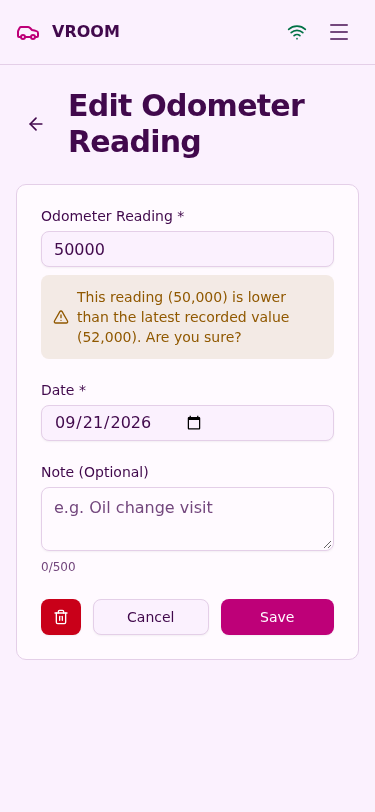 VROOM
Edit Odometer
Reading
Odometer Reading *
50000
This reading (50,000) is lower
than the latest recorded value
(52,000). Are you sure?
Date *
09/21/2026
Note (Optional)
e.g. Oil change visit
0/500
Cancel
Save